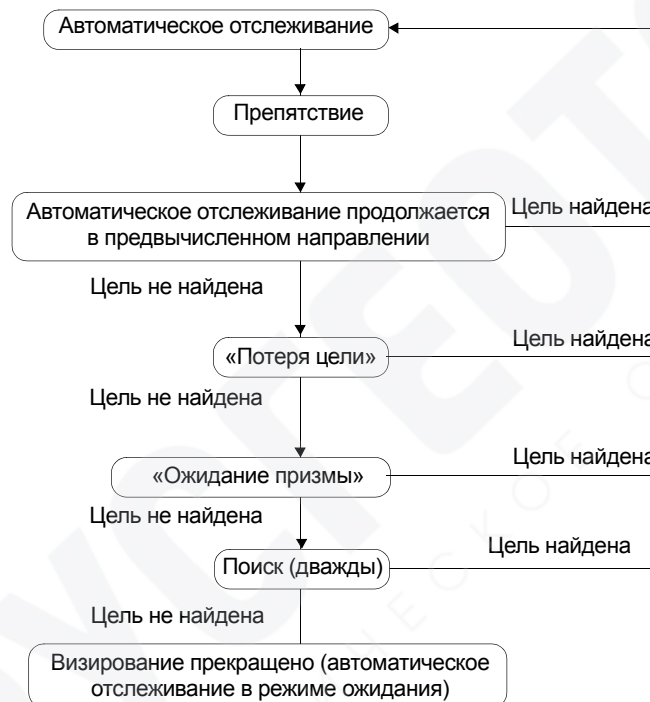 Автоматическое отслеживание
Препятствие
Автоматическое отслеживание продолжается
в предвычисленном направлении
Цель найдена
Цель не найдена
«Потеря цели»
Цель найдена
Цель не найдена
«Ожидание призмы»
Цель найдена
Цель не найдена
Поиск (дважды)
Цель найдена
Цель не найдена
Визирование прекращено (автоматическое
отслеживание в режиме ожидания)